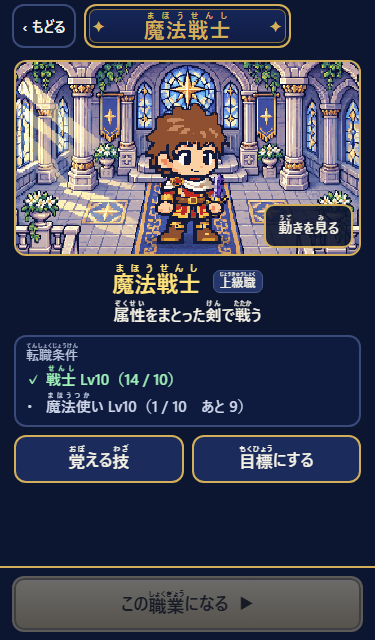 ‹ もどる
まほうせんし
魔法戦士
うご み
動きを見る
まほうせんし
魔法戦士
じょうきゅうしょく
上級職
ぞくせい けん たたか
属性をまとった剣で戦う
てんしょくじょうけん
転職条件
せんし
✓ 戦士 Lv10（14 / 10）
まほうつか
・ 魔法使い Lv10（1 / 10 あと 9）
おぼ わざ
覚える技
もくひょう
目標にする
しょくぎょう
この職業になる ▶